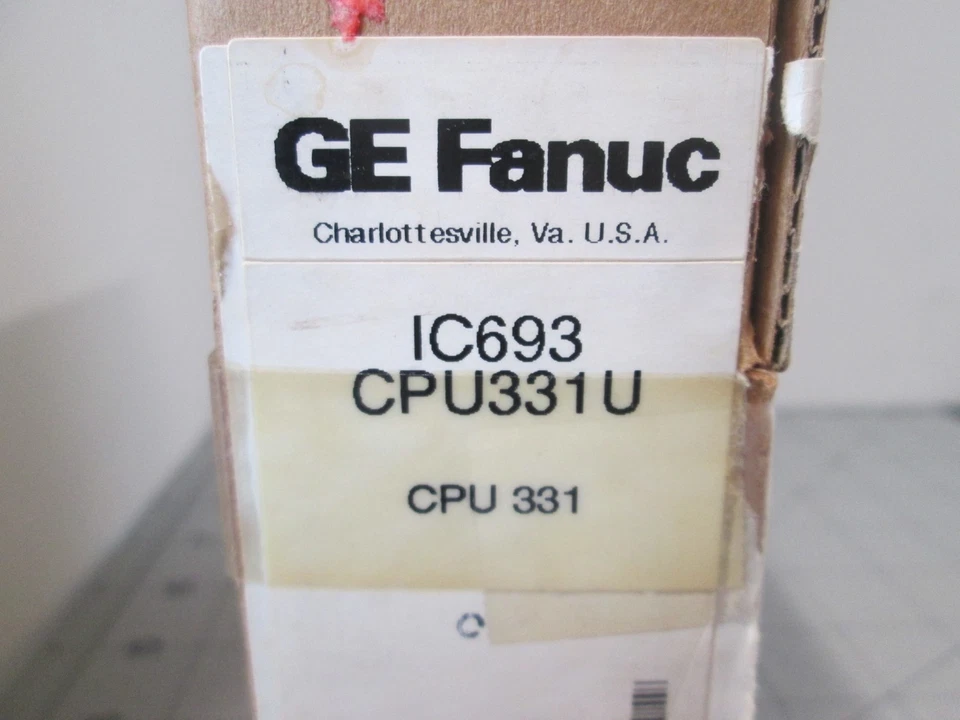 GE Fanuc
Charlottesville, Va. U.S.A.
IC693
CPU331U
CPU 331